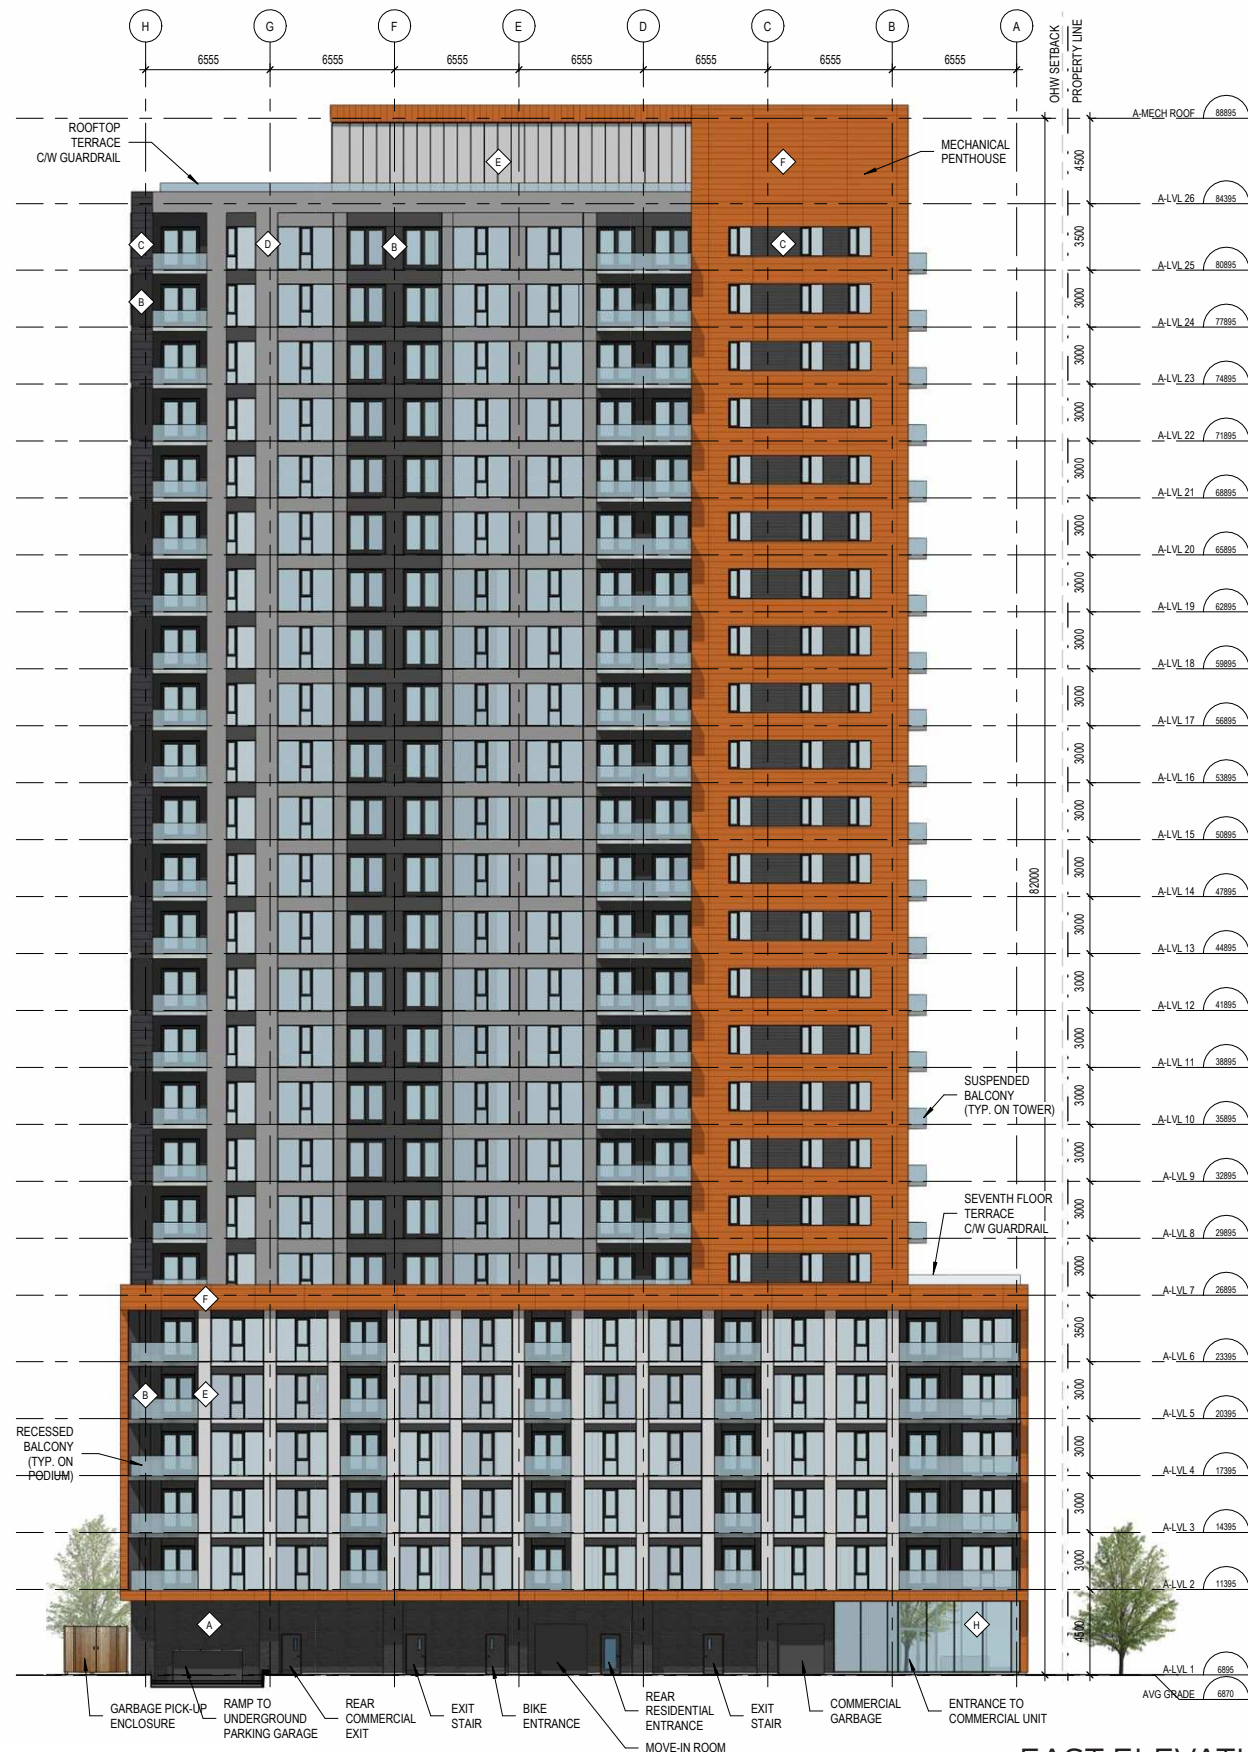 H G F E D C B A
6555 6555 6555 6555 6555 6555 6555
OHW SETBACK
PROPERTY LINE
A-MECH ROOF 88895
4500
ROOFTOP
TERRACE
C/W GUARDRAIL
E
F
MECHANICAL
PENTHOUSE
A-LVL 26 84395
3500
C D B C
A-LVL 25 80895
3000
B
A-LVL 24 77895
3000
A-LVL 23 74895
3000
A-LVL 22 71895
3000
A-LVL 21 68895
3000
A-LVL 20 65895
3000
A-LVL 19 62895
3000
A-LVL 18 59895
3000
A-LVL 17 56895
3000
A-LVL 16 53895
3000
A-LVL 15 50895
3000
82000
A-LVL 14 47895
3000
A-LVL 13 44895
3000
A-LVL 12 41895
3000
A-LVL 11 38895
3000
SUSPENDED
BALCONY
(TYP. ON TOWER)
A-LVL 10 35895
3000
A-LVL 9 32895
3000
SEVENTH FLOOR
TERRACE
C/W GUARDRAIL
A-LVL 8 29895
3000
A-LVL 7 26895
F
3500
A-LVL 6 23395
3000
B E
A-LVL 5 20395
3000
RECESSED
BALCONY
(TYP. ON
PODIUM)
A-LVL 4 17395
3000
A-LVL 3 14395
3000
A-LVL 2 11395
4500
A H
A-LVL 1 6895
AVG GRADE 6870
GARBAGE PICK-UP
ENCLOSURE
RAMP TO
UNDERGROUND
PARKING GARAGE
REAR
COMMERCIAL
EXIT
EXIT
STAIR
BIKE
ENTRANCE
MOVE-IN ROOM
REAR
RESIDENTIAL
ENTRANCE
EXIT
STAIR
COMMERCIAL
GARBAGE
ENTRANCE TO
COMMERCIAL UNIT